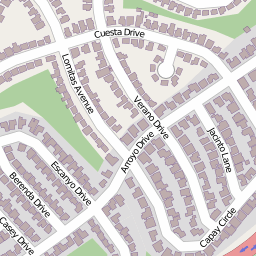 Cuesta Drive
Lomitas Avenue
Verano Drive
Arroyo Drive
Jacinto Lane
Escanyo Drive
Berenda Drive
Casey Drive
Capay Circle